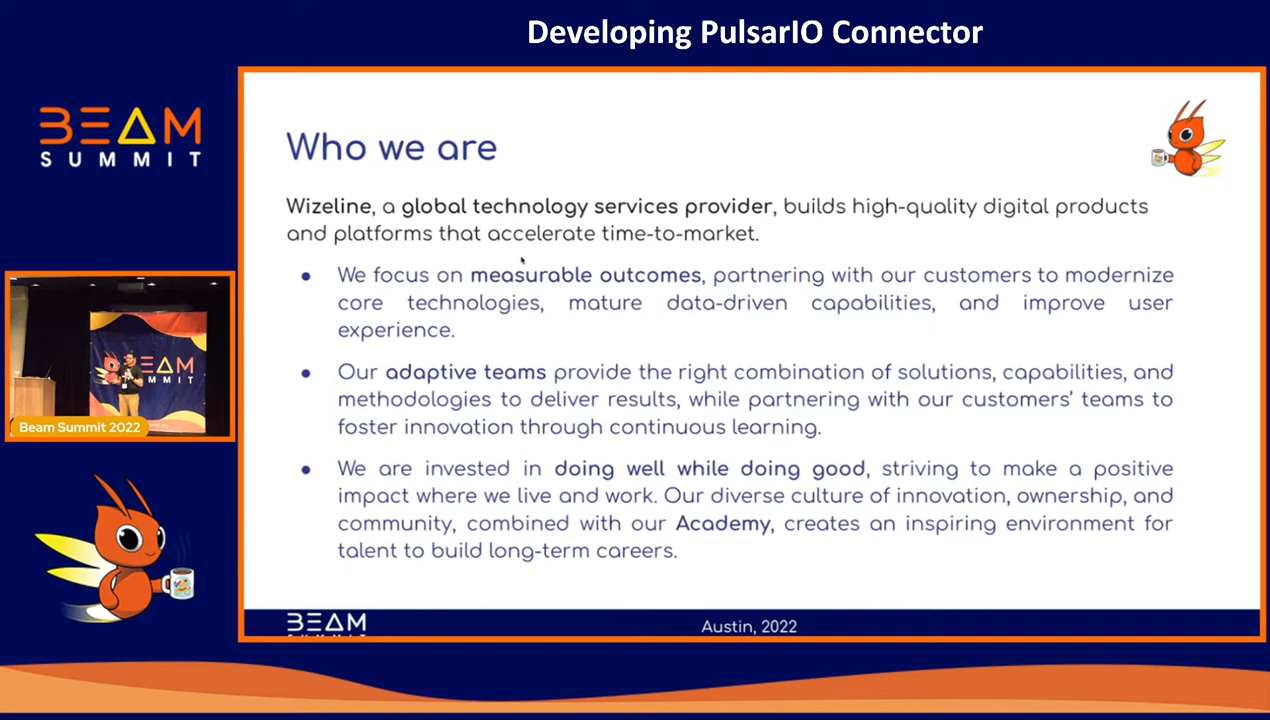 Developing PulsarIO Connector
BEAM
SUMMIT
Who we are
Wizeline, a global technology services provider, builds high-quality digital products
and platforms that accelerate time-to-market.
● We focus on measurable outcomes, partnering with our customers to modernize
core technologies, mature data-driven capabilities, and improve user
experience.
● Our adaptive teams provide the right combination of solutions, capabilities, and
methodologies to deliver results, while partnering with our customers’ teams to
foster innovation through continuous learning.
● We are invested in doing well while doing good, striving to make a positive
impact where we live and work. Our diverse culture of innovation, ownership, and
community, combined with our Academy, creates an inspiring environment for
talent to build long-term careers.
BEAM
Beam Summit 2022
BEAM
Austin, 2022